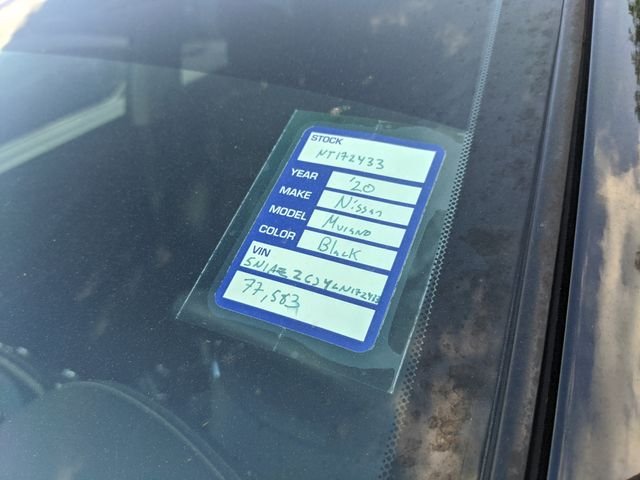 STOCK
NT172433
YEAR '20
MAKE Nissan
MODEL Murano
COLOR Black
VIN
77,583